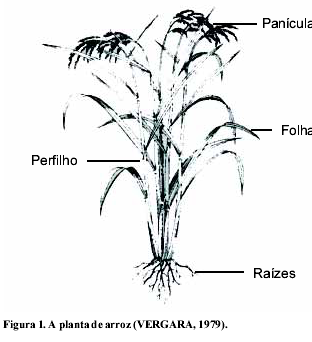 Panícula
Folha
Perfilho
Raízes
Figura 1. A planta de arroz (VERGARA, 1979).